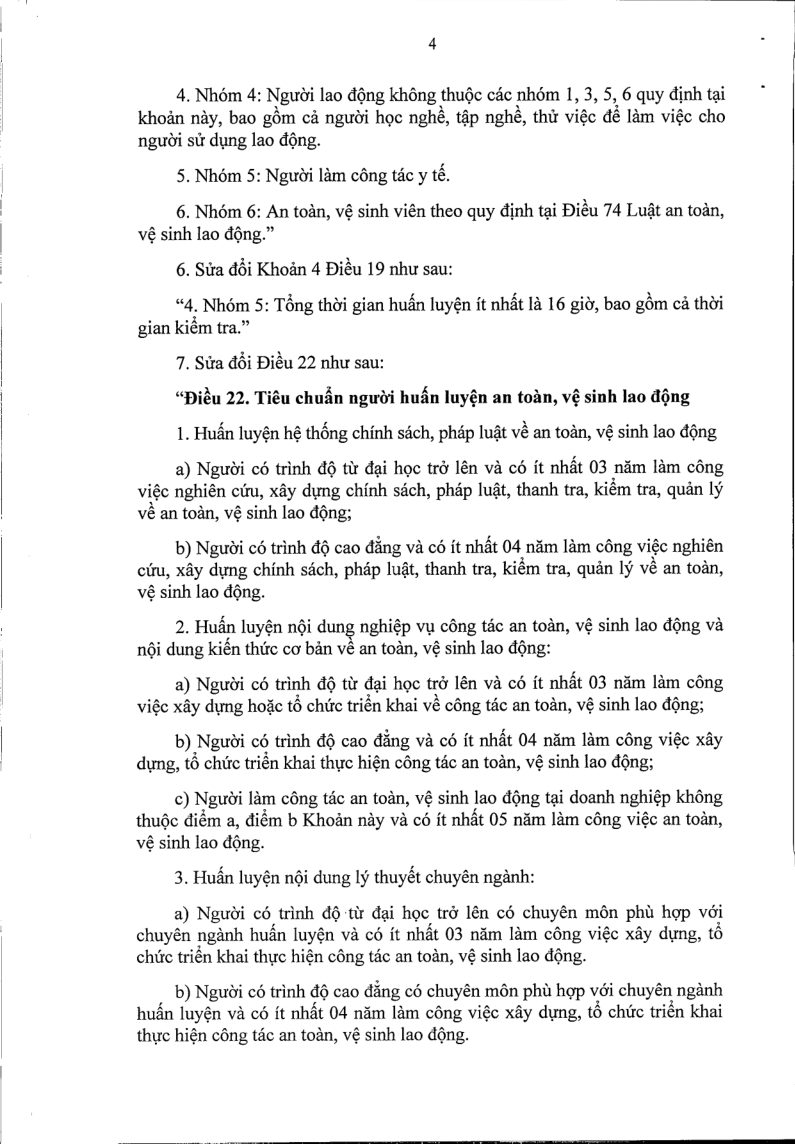 4
4. Nhóm 4: Người lao động không thuộc các nhóm 1, 3, 5, 6 quy định tại
khoản này, bao gồm cả người học nghề, tập nghề, thử việc để làm việc cho
người sử dụng lao động.
5. Nhóm 5: Người làm công tác y tế.
6. Nhóm 6: An toàn, vệ sinh viên theo quy định tại Điều 74 Luật an toàn,
vệ sinh lao động.”
6. Sửa đổi Khoản 4 Điều 19 như sau:
“4. Nhóm 5: Tổng thời gian huấn luyện ít nhất là 16 giờ, bao gồm cả thời
gian kiểm tra.”
7. Sửa đổi Điều 22 như sau:
“Điều 22. Tiêu chuẩn người huấn luyện an toàn, vệ sinh lao động
1. Huấn luyện hệ thống chính sách, pháp luật về an toàn, vệ sinh lao động
a) Người có trình độ từ đại học trở lên và có ít nhất 03 năm làm công
việc nghiên cứu, xây dựng chính sách, pháp luật, thanh tra, kiểm tra, quản lý
về an toàn, vệ sinh lao động;
b) Người có trình độ cao đẳng và có ít nhất 04 năm làm công việc nghiên
cứu, xây dựng chính sách, pháp luật, thanh tra, kiểm tra, quản lý về an toàn,
vệ sinh lao động.
2. Huấn luyện nội dung nghiệp vụ công tác an toàn, vệ sinh lao động và
nội dung kiến thức cơ bản về an toàn, vệ sinh lao động:
a) Người có trình độ từ đại học trở lên và có ít nhất 03 năm làm công
việc xây dựng hoặc tổ chức triển khai về công tác an toàn, vệ sinh lao động;
b) Người có trình độ cao đẳng và có ít nhất 04 năm làm công việc xây
dựng, tổ chức triển khai thực hiện công tác an toàn, vệ sinh lao động;
c) Người làm công tác an toàn, vệ sinh lao động tại doanh nghiệp không
thuộc điểm a, điểm b Khoản này và có ít nhất 05 năm làm công việc an toàn,
vệ sinh lao động.
3. Huấn luyện nội dung lý thuyết chuyên ngành:
a) Người có trình độ từ đại học trở lên có chuyên môn phù hợp với
chuyên ngành huấn luyện và có ít nhất 03 năm làm công việc xây dựng, tổ
chức triển khai thực hiện công tác an toàn, vệ sinh lao động.
b) Người có trình độ cao đẳng có chuyên môn phù hợp với chuyên ngành
huấn luyện và có ít nhất 04 năm làm công việc xây dựng, tổ chức triển khai
thực hiện công tác an toàn, vệ sinh lao động.